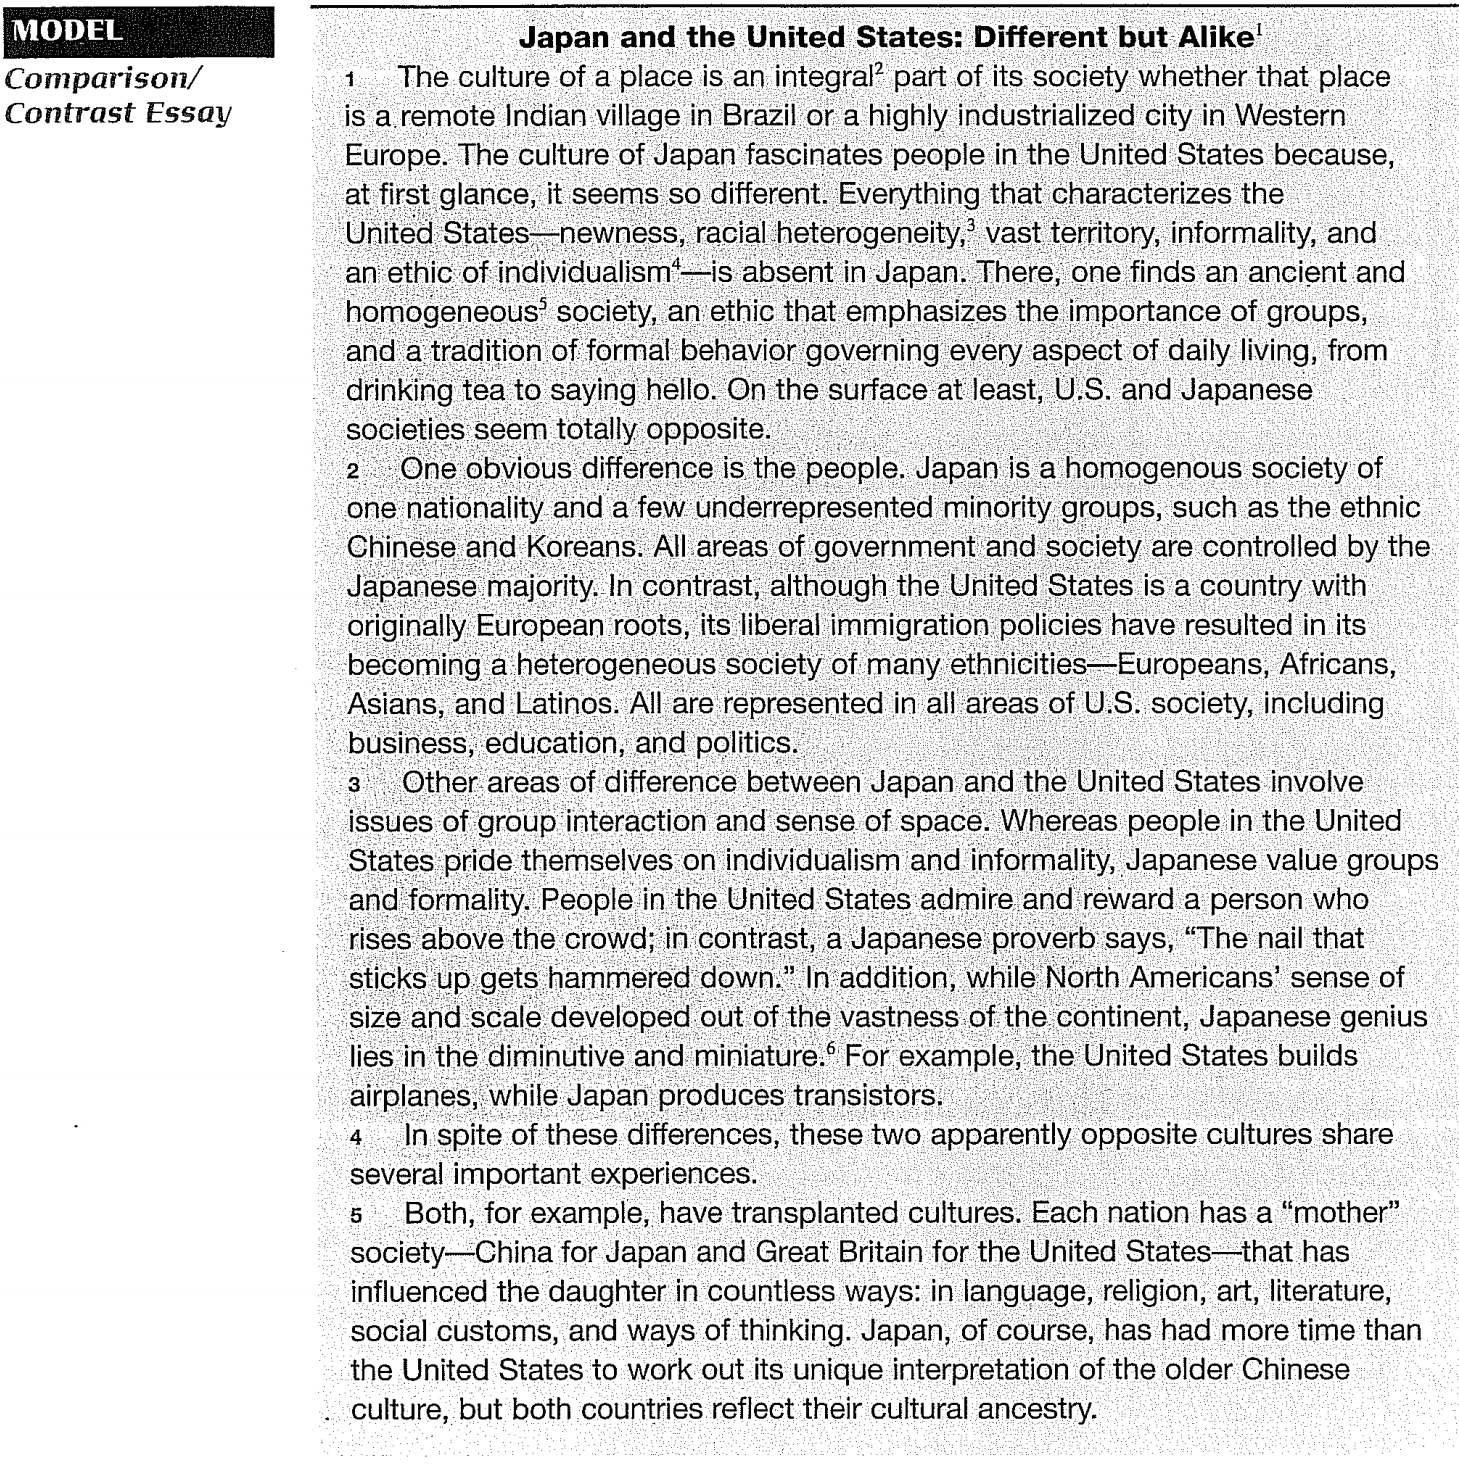 MODEL
Comparison/
Contrast Essay
Japan and the United States: Different but Alike¹
1 The culture of a place is an integral² part of its society whether that place
is a remote Indian village in Brazil or a highly industrialized city in Western
Europe. The culture of Japan fascinates people in the United States because,
at first glance, it seems so different. Everything that characterizes the
United States—newness, racial heterogeneity,³ vast territory, informality, and
an ethic of individualism⁴—is absent in Japan. There, one finds an ancient and
homogeneous⁵ society, an ethic that emphasizes the importance of groups,
and a tradition of formal behavior governing every aspect of daily living, from
drinking tea to saying hello. On the surface at least, U.S. and Japanese
societies seem totally opposite.
2 One obvious difference is the people. Japan is a homogenous society of
one nationality and a few underrepresented minority groups, such as the ethnic
Chinese and Koreans. All areas of government and society are controlled by the
Japanese majority. In contrast, although the United States is a country with
originally European roots, its liberal immigration policies have resulted in its
becoming a heterogeneous society of many ethnicities—Europeans, Africans,
Asians, and Latinos. All are represented in all areas of U.S. society, including
business, education, and politics.
3 Other areas of difference between Japan and the United States involve
issues of group interaction and sense of space. Whereas people in the United
States pride themselves on individualism and informality, Japanese value groups
and formality. People in the United States admire and reward a person who
rises above the crowd; in contrast, a Japanese proverb says, “The nail that
sticks up gets hammered down.” In addition, while North Americans’ sense of
size and scale developed out of the vastness of the continent, Japanese genius
lies in the diminutive and miniature.⁶ For example, the United States builds
airplanes, while Japan produces transistors.
4 In spite of these differences, these two apparently opposite cultures share
several important experiences.
5 Both, for example, have transplanted cultures. Each nation has a “mother”
society—China for Japan and Great Britain for the United States—that has
influenced the daughter in countless ways: in language, religion, art, literature,
social customs, and ways of thinking. Japan, of course, has had more time than
the United States to work out its unique interpretation of the older Chinese
culture, but both countries reflect their cultural ancestry.